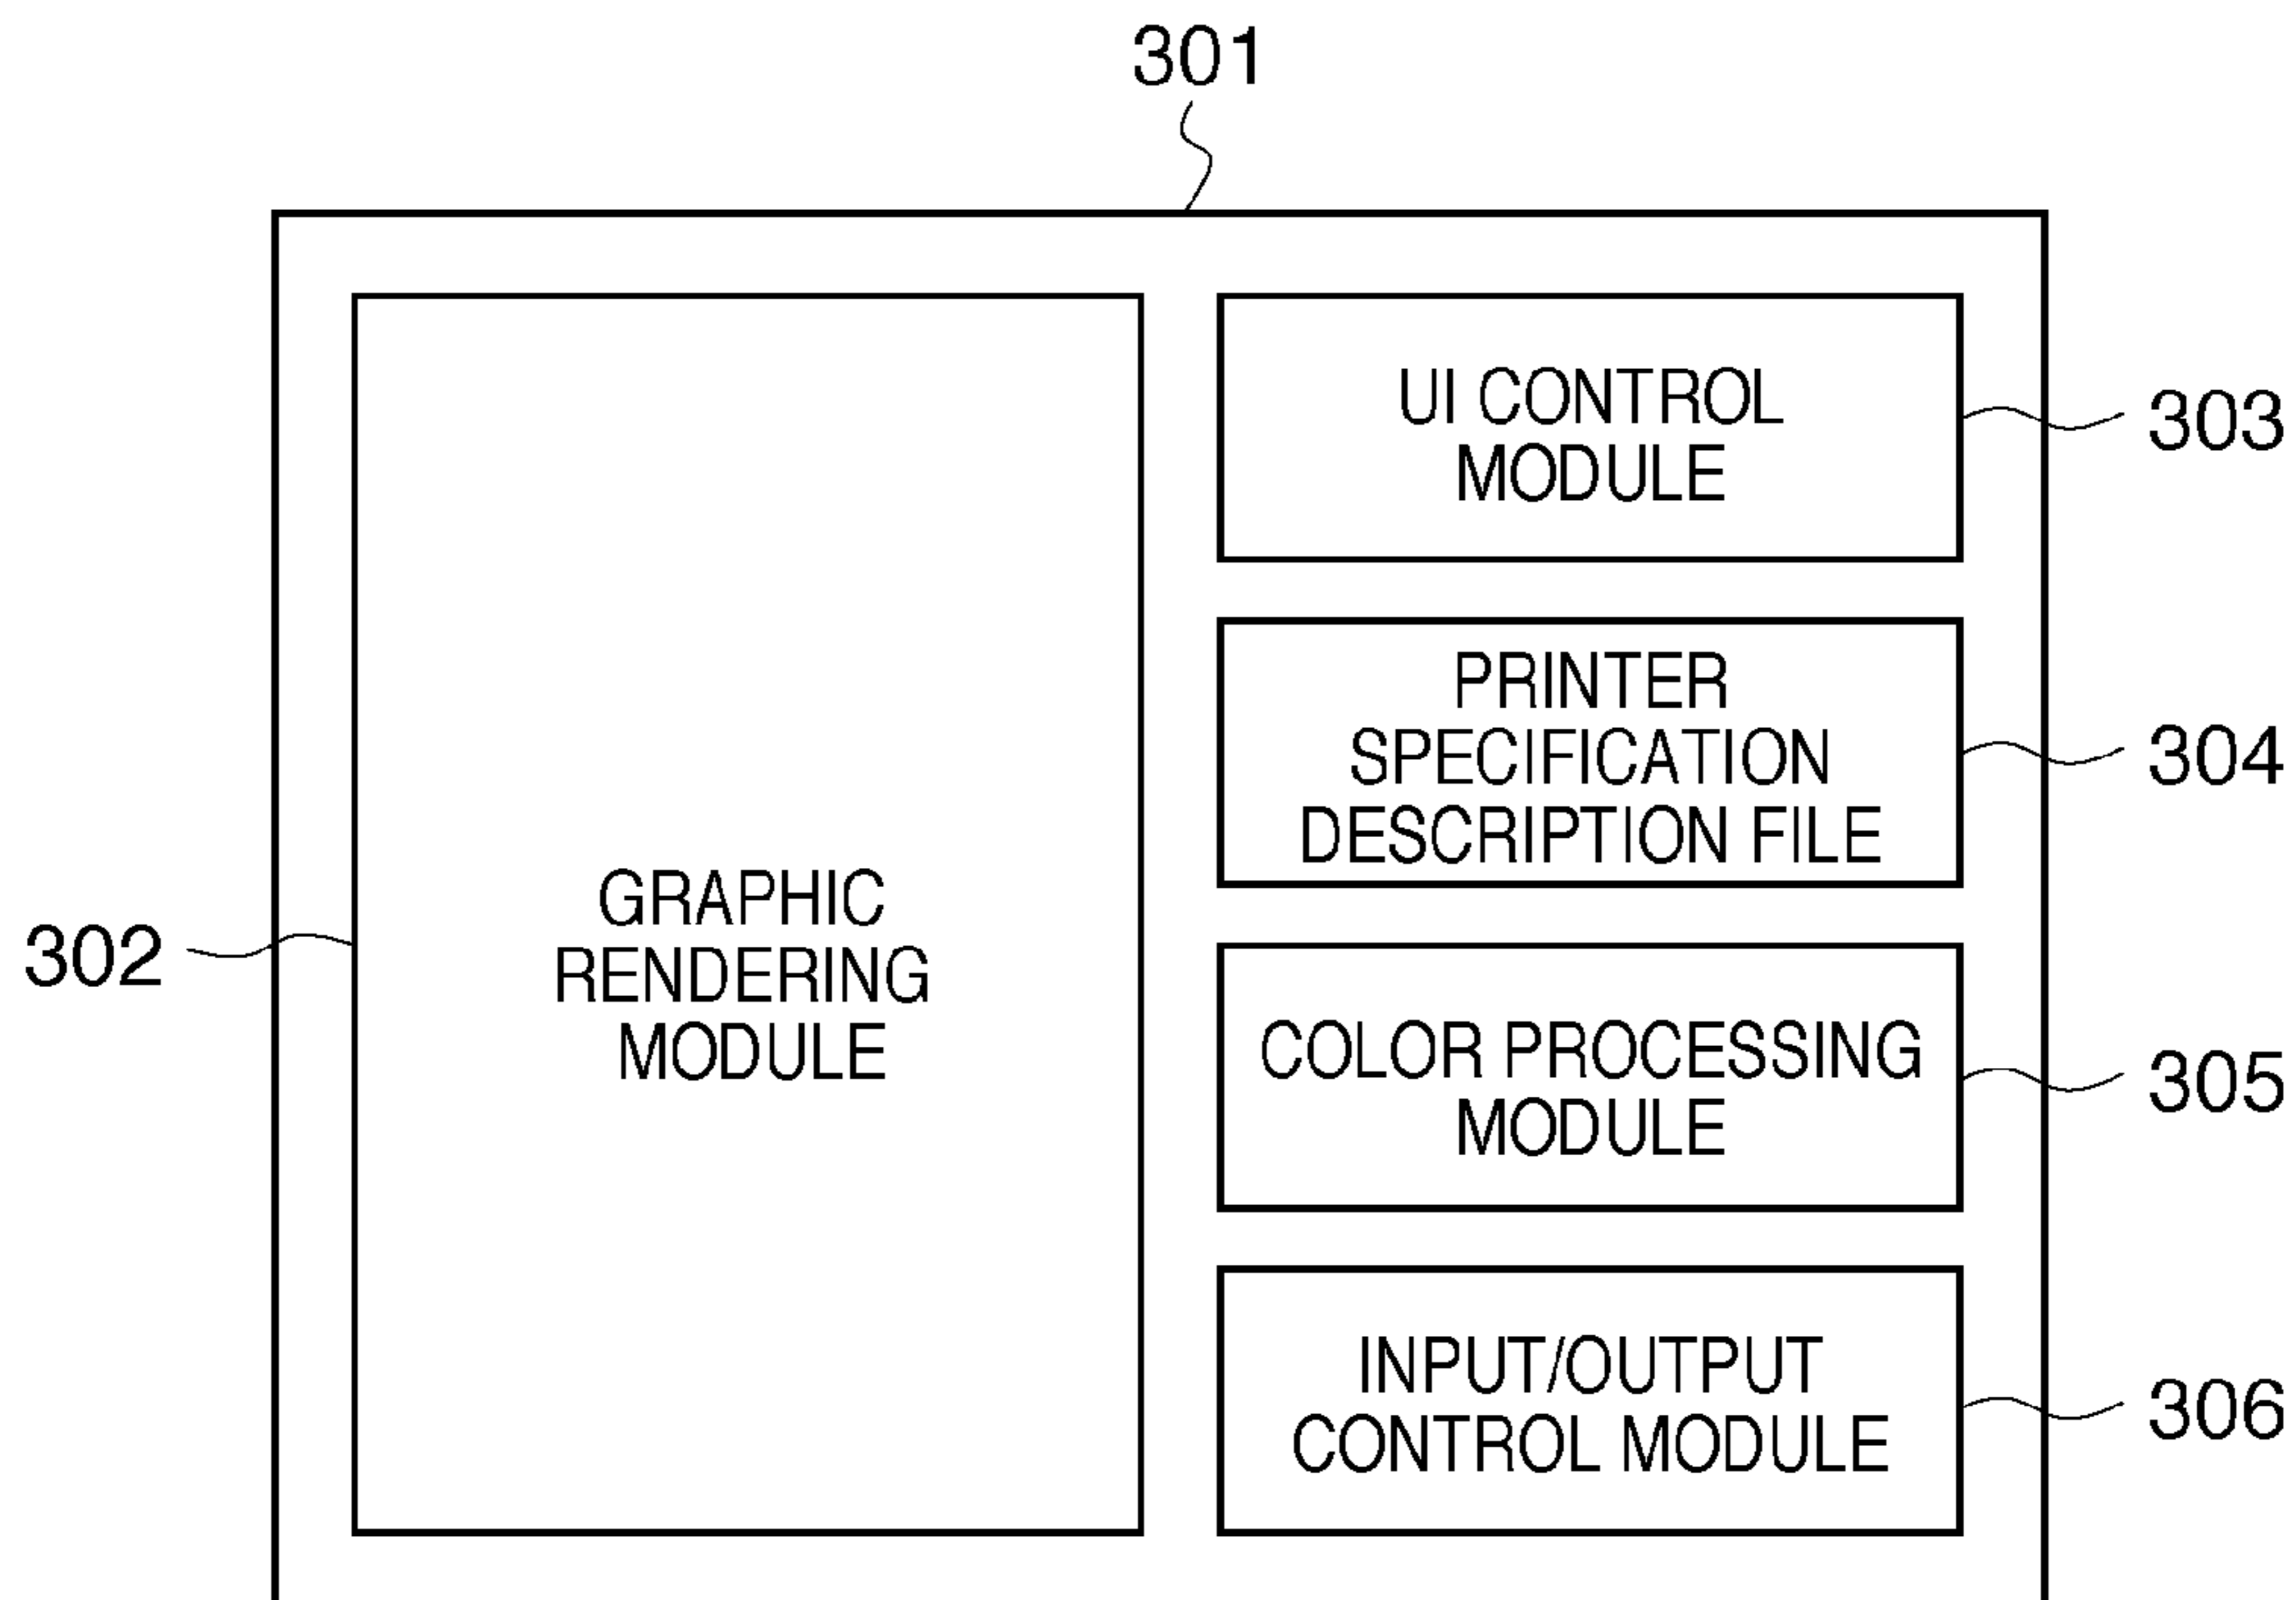 301
302
GRAPHIC
RENDERING
MODULE
UI CONTROL
MODULE
303
PRINTER
SPECIFICATION
DESCRIPTION FILE
304
COLOR PROCESSING
MODULE
305
INPUT/OUTPUT
CONTROL MODULE
306